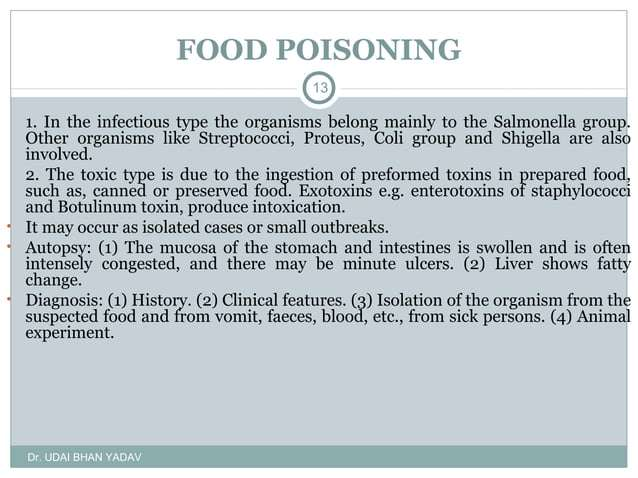 FOOD POISONING
13
1. In the infectious type the organisms belong mainly to the Salmonella group.
Other organisms like Streptococci, Proteus, Coli group and Shigella are also
involved.
2. The toxic type is due to the ingestion of preformed toxins in prepared food,
such as, canned or preserved food. Exotoxins e.g. enterotoxins of staphylococci
and Botulinum toxin, produce intoxication.
• It may occur as isolated cases or small outbreaks.
• Autopsy: (1) The mucosa of the stomach and intestines is swollen and is often
intensely congested, and there may be minute ulcers. (2) Liver shows fatty
change.
• Diagnosis: (1) History. (2) Clinical features. (3) Isolation of the organism from the
suspected food and from vomit, faeces, blood, etc., from sick persons. (4) Animal
experiment.
Dr. UDAI BHAN YADAV